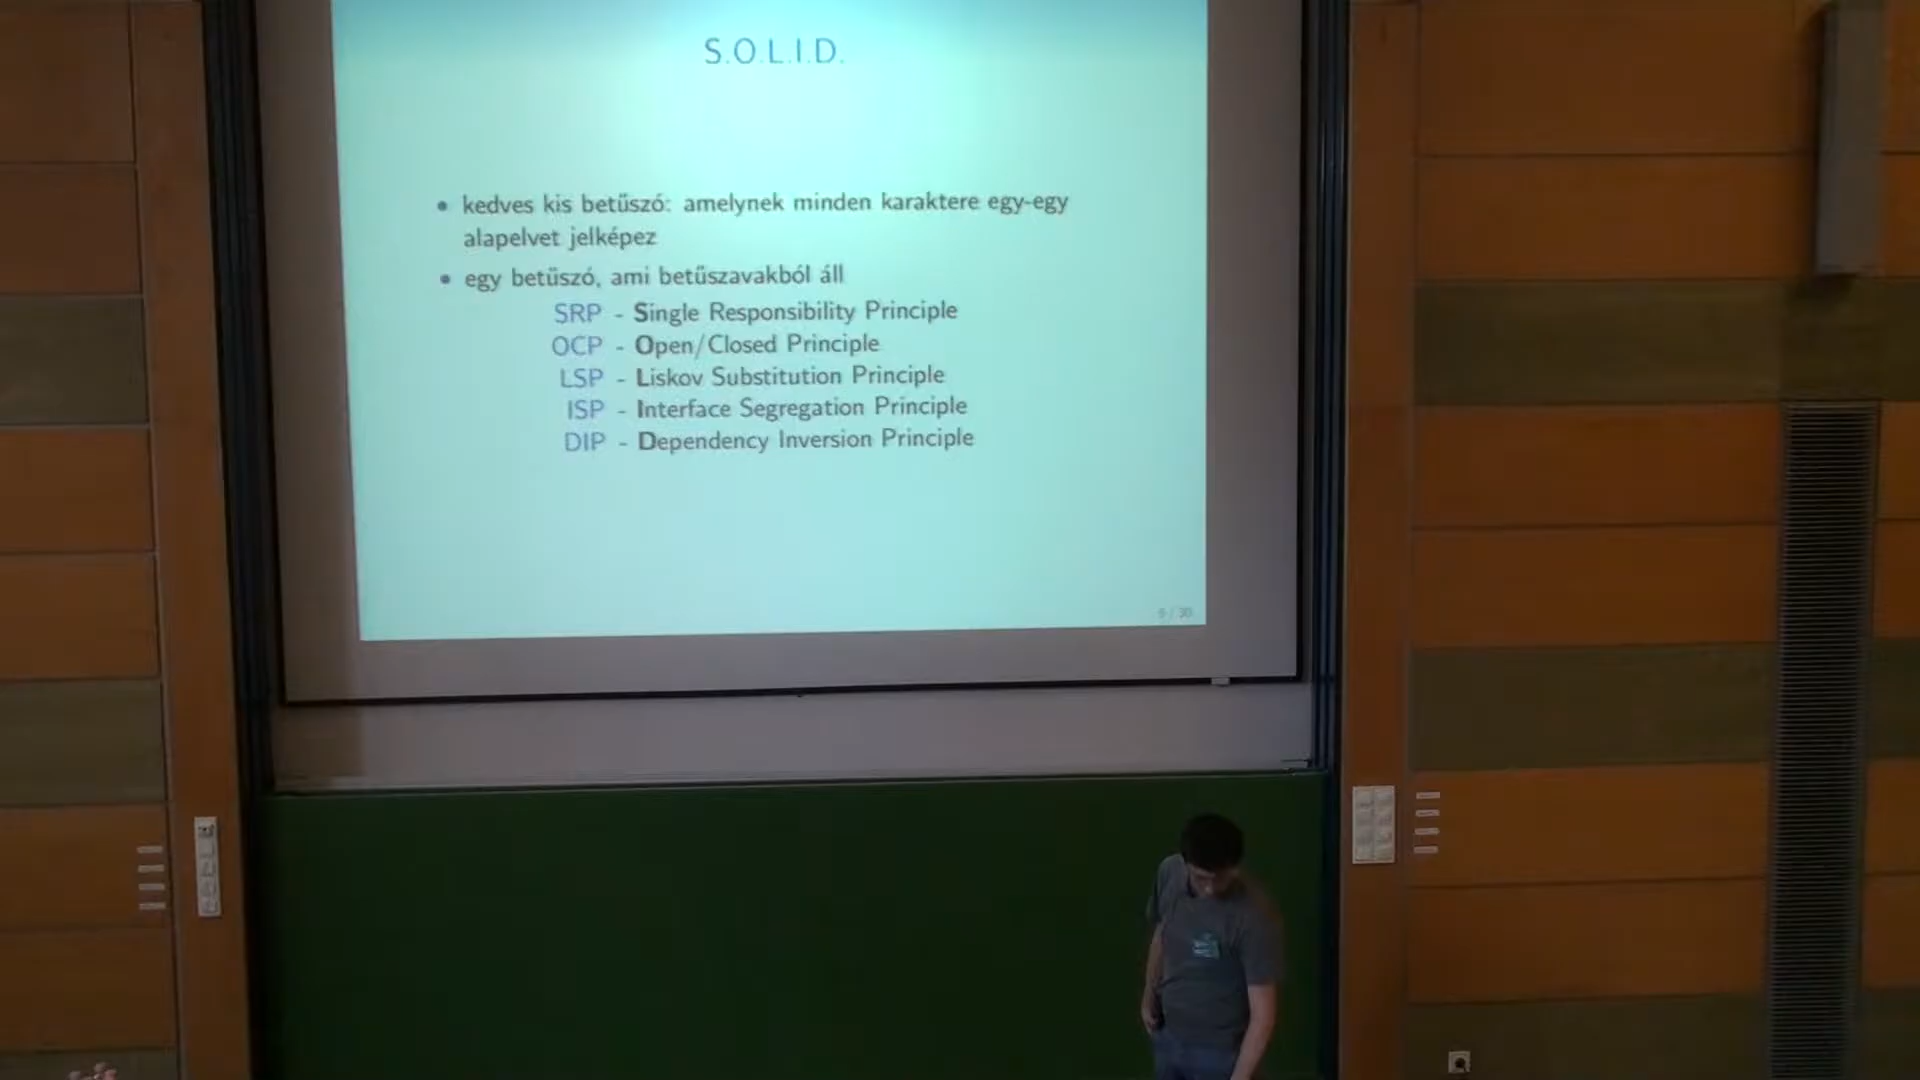 S.O.L.I.D.
• kedves kis betűszó: amelynek minden karaktere egy-egy
alapelvet jelképez
• egy betűszó, ami betűszavakból áll
SRP - Single Responsibility Principle
OCP - Open/Closed Principle
LSP - Liskov Substitution Principle
ISP - Interface Segregation Principle
DIP - Dependency Inversion Principle